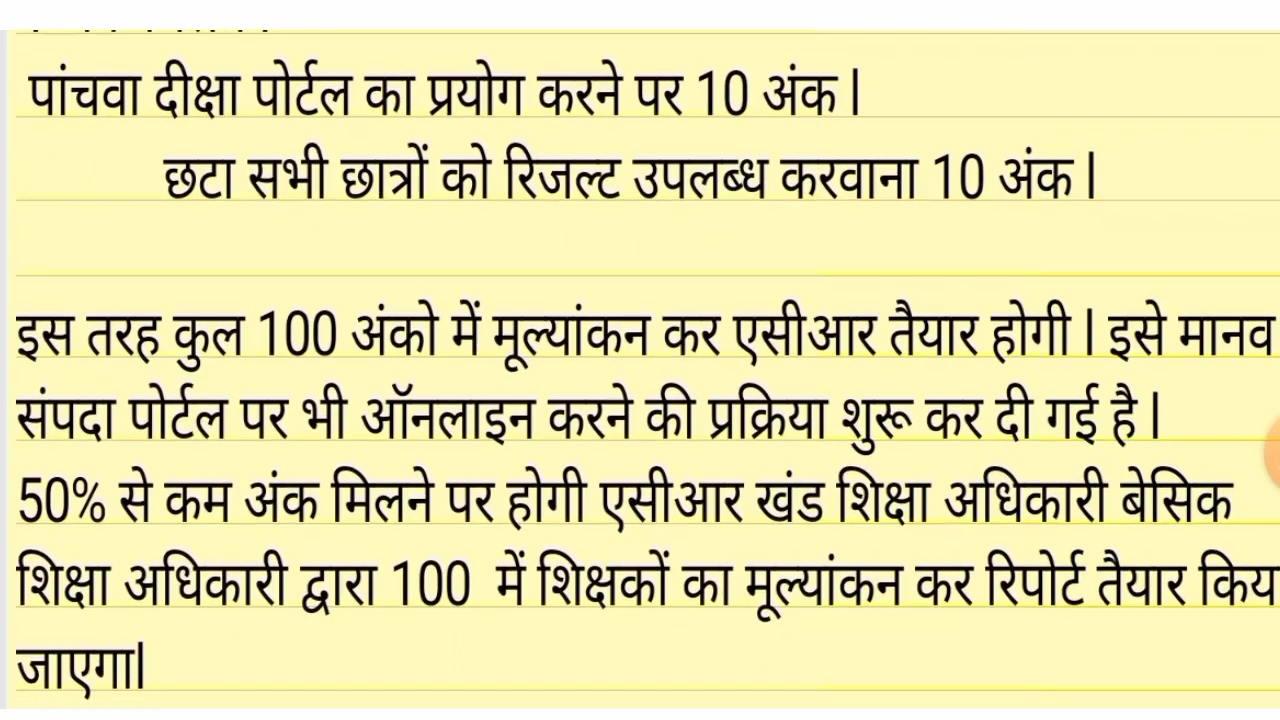 पांचवा दीक्षा पोर्टल का प्रयोग करने पर 10 अंक |
छटा सभी छात्रों को रिजल्ट उपलब्ध करवाना 10 अंक |
इस तरह कुल 100 अंको में मूल्यांकन कर एसीआर तैयार होगी | इसे मानव
संपदा पोर्टल पर भी ऑनलाइन करने की प्रक्रिया शुरू कर दी गई है |
50% से कम अंक मिलने पर होगी एसीआर खंड शिक्षा अधिकारी बेसिक
शिक्षा अधिकारी द्वारा 100 में शिक्षकों का मूल्यांकन कर रिपोर्ट तैयार किय
जाएगा|